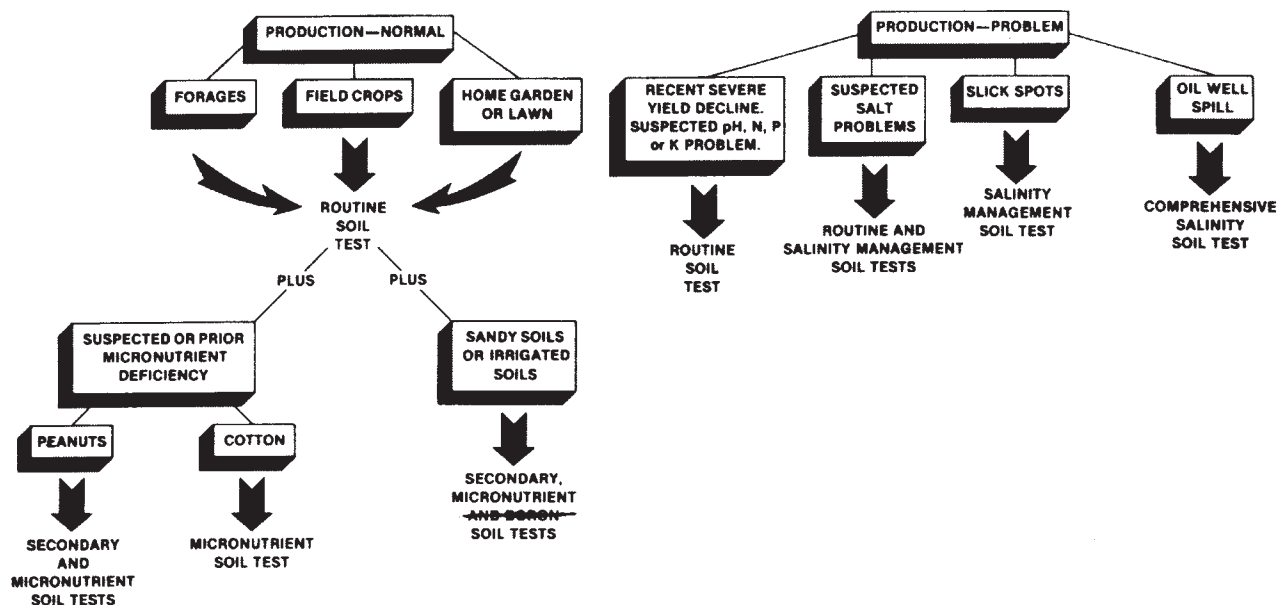 PRODUCTION—NORMAL
FORAGES
FIELD CROPS
HOME GARDEN
OR LAWN
ROUTINE
SOIL
TEST
PLUS
PLUS
SUSPECTED OR PRIOR
MICRONUTRIENT
DEFICIENCY
SANDY SOILS
OR IRRIGATED
SOILS
PEANUTS
COTTON
SECONDARY
AND
MICRONUTRIENT
SOIL TESTS
MICRONUTRIENT
SOIL TEST
SECONDARY,
MICRONUTRIENT
AND BORON
SOIL TESTS
PRODUCTION—PROBLEM
RECENT SEVERE
YIELD DECLINE.
SUSPECTED pH, N, P
or K PROBLEM.
SUSPECTED
SALT
PROBLEMS
SLICK SPOTS
OIL WELL
SPILL
ROUTINE
SOIL
TEST
ROUTINE AND
SALINITY MANAGEMENT
SOIL TESTS
SALINITY
MANAGEMENT
SOIL TEST
COMPREHENSIVE
SALINITY
SOIL TEST